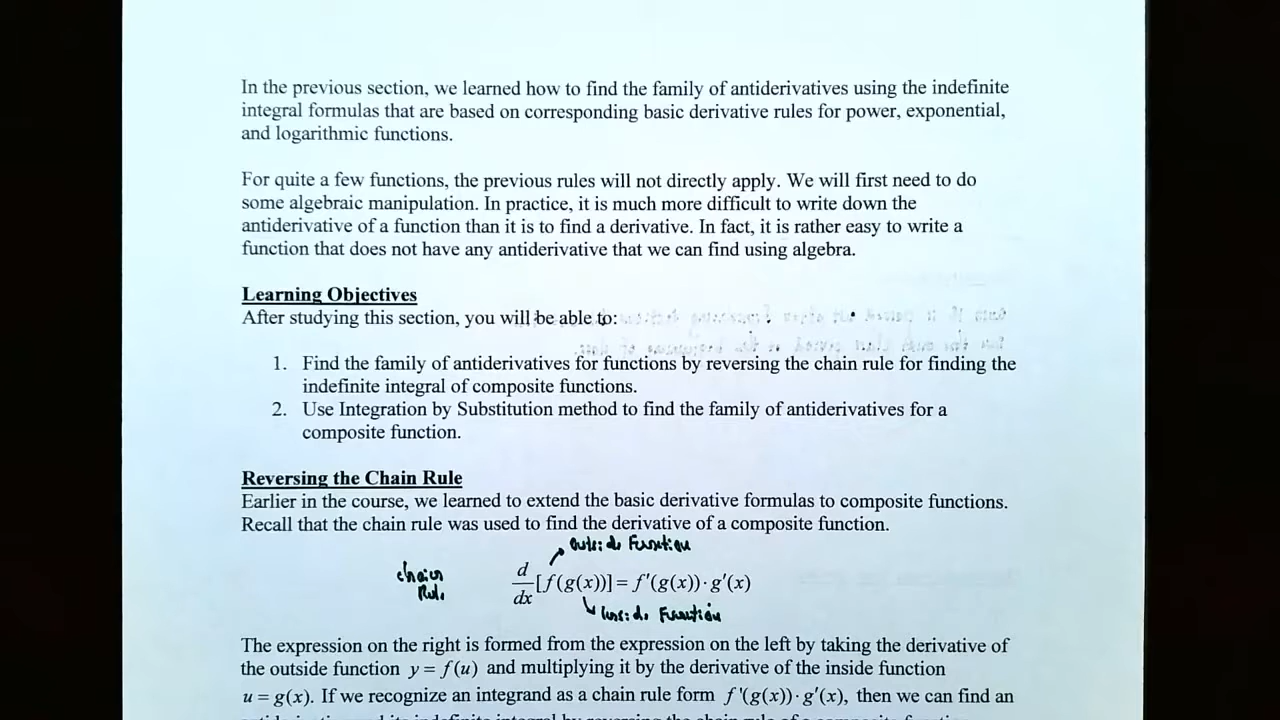 In the previous section, we learned how to find the family of antiderivatives using the indefinite
integral formulas that are based on corresponding basic derivative rules for power, exponential,
and logarithmic functions.
For quite a few functions, the previous rules will not directly apply. We will first need to do
some algebraic manipulation. In practice, it is much more difficult to write down the
antiderivative of a function than it is to find a derivative. In fact, it is rather easy to write a
function that does not have any antiderivative that we can find using algebra.
Learning Objectives
After studying this section, you will be able to:
1. Find the family of antiderivatives for functions by reversing the chain rule for finding the
indefinite integral of composite functions.
2. Use Integration by Substitution method to find the family of antiderivatives for a
composite function.
Reversing the Chain Rule
Earlier in the course, we learned to extend the basic derivative formulas to composite functions.
Recall that the chain rule was used to find the derivative of a composite function.
outside Function
chain Rule
d/dx [f(g(x))] = f'(g(x))·g'(x)
inside Function
The expression on the right is formed from the expression on the left by taking the derivative of
the outside function y = f(u) and multiplying it by the derivative of the inside function
u = g(x). If we recognize an integrand as a chain rule form f'(g(x))·g'(x), then we can find an